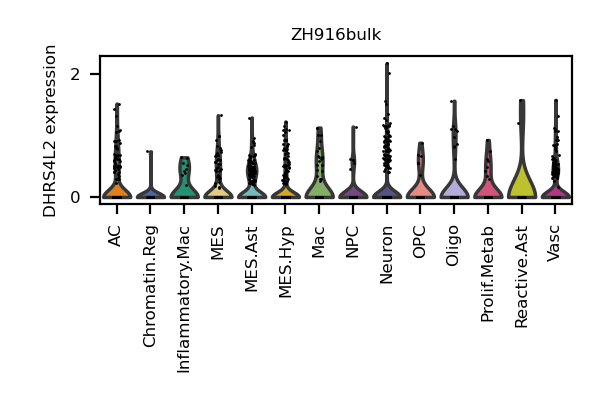 ZH916bulk
DHRS4L2 expression
2
0
AC
Chromatin.Reg
Inflammatory.Mac
MES
MES.Ast
MES.Hyp
Mac
NPC
Neuron
OPC
Oligo
Prolif.Metab
Reactive.Ast
Vasc